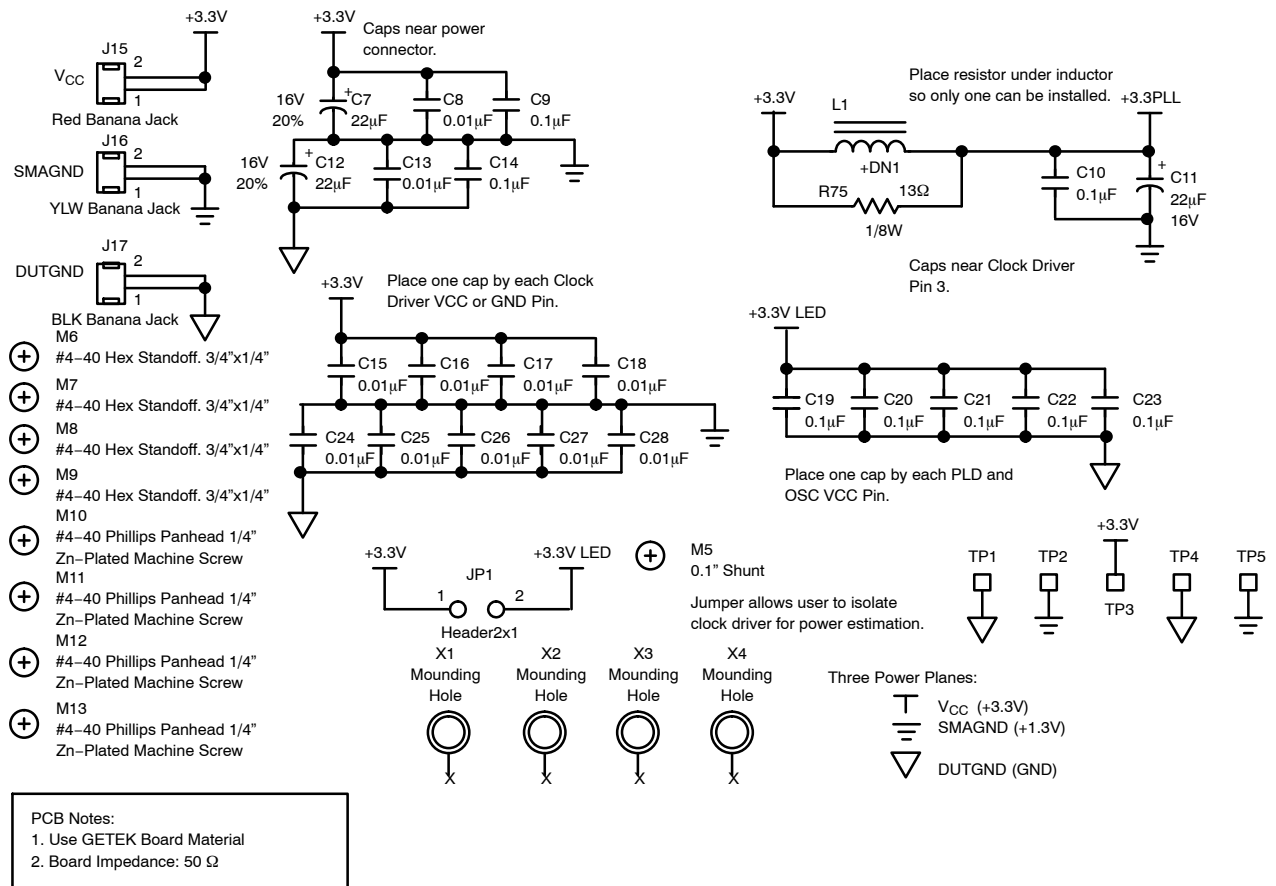 +3.3V
J15
2
VCC
1
Red Banana Jack
J16
2
SMAGND
1
YLW Banana Jack
J17
2
DUTGND
1
BLK Banana Jack
+3.3V
Caps near power
connector.
16V
20%
+
C7
22µF
C8
0.01µF
C9
0.1µF
16V
20%
+
C12
22µF
C13
0.01µF
C14
0.1µF
Place resistor under inductor
so only one can be installed.
+3.3V
L1
+3.3PLL
+DN1
R75
13Ω
1/8W
C10
0.1µF
+
C11
22µF
16V
Caps near Clock Driver
Pin 3.
M6
#4−40 Hex Standoff. 3/4”x1/4”
M7
#4−40 Hex Standoff. 3/4”x1/4”
M8
#4−40 Hex Standoff. 3/4”x1/4”
M9
#4−40 Hex Standoff. 3/4”x1/4”
M10
#4−40 Phillips Panhead 1/4”
Zn−Plated Machine Screw
M11
#4−40 Phillips Panhead 1/4”
Zn−Plated Machine Screw
M12
#4−40 Phillips Panhead 1/4”
Zn−Plated Machine Screw
M13
#4−40 Phillips Panhead 1/4”
Zn−Plated Machine Screw
+3.3V
Place one cap by each Clock
Driver VCC or GND Pin.
C15
0.01µF
C16
0.01µF
C17
0.01µF
C18
0.01µF
C24
0.01µF
C25
0.01µF
C26
0.01µF
C27
0.01µF
C28
0.01µF
+3.3V LED
C19
0.1µF
C20
0.1µF
C21
0.1µF
C22
0.1µF
C23
0.1µF
Place one cap by each PLD and
OSC VCC Pin.
+3.3V
+3.3V LED
JP1
1
2
Header2x1
M5
0.1” Shunt
Jumper allows user to isolate
clock driver for power estimation.
+3.3V
TP1
TP2
TP3
TP4
TP5
X1
Mounding
Hole
X
X2
Mounding
Hole
X
X3
Mounding
Hole
X
X4
Mounding
Hole
X
Three Power Planes:
VCC (+3.3V)
SMAGND (+1.3V)
DUTGND (GND)
PCB Notes:
1. Use GETEK Board Material
2. Board Impedance: 50 Ω